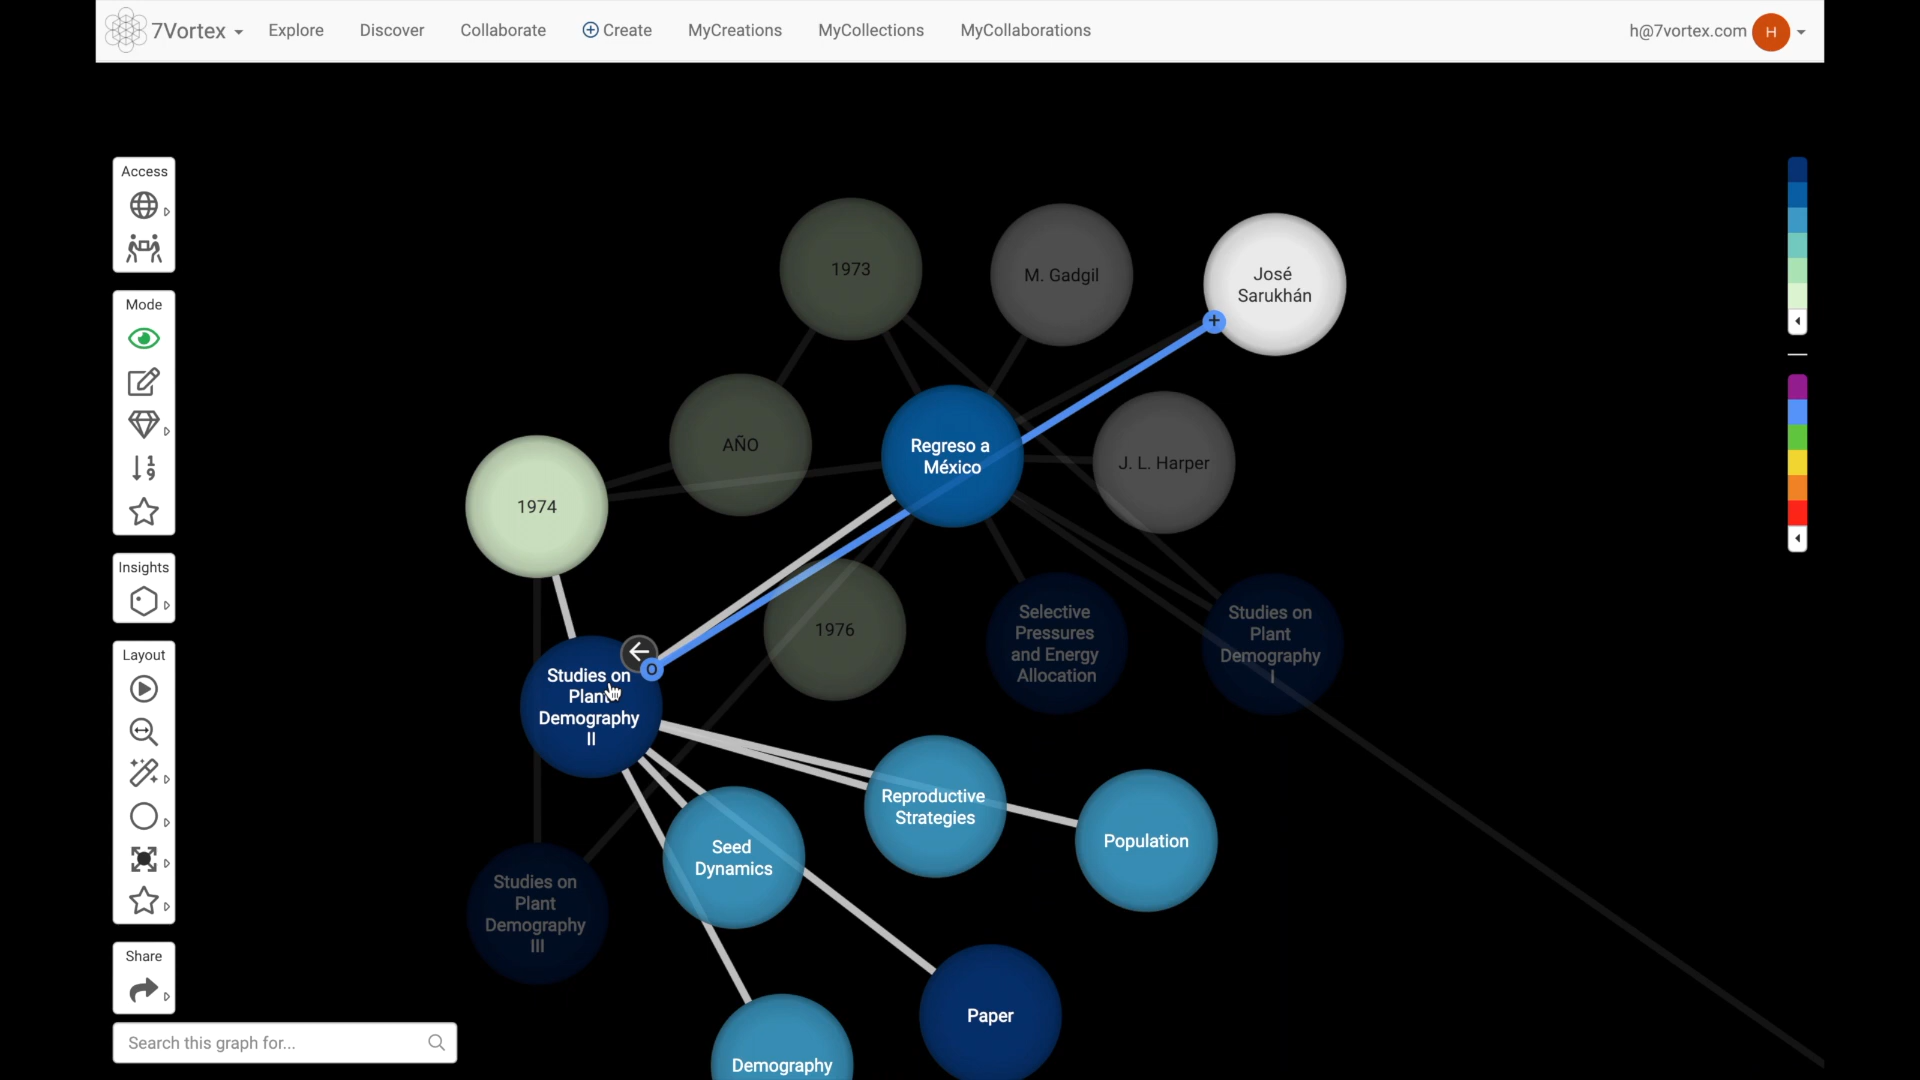 7Vortex
Explore
Discover
Collaborate
Create
MyCreations
MyCollections
MyCollaborations
h@7vortex.com
H
Access
Mode
1
9
Insights
Layout
Share
Search this graph for...
1973
M. Gadgil
José
Sarukhán
AÑO
Regreso a
México
J. L. Harper
1974
1976
Selective
Pressures
and Energy
Allocation
Studies on
Plant
Demography
I
Studies on
Plant
Demography
II
Reproductive
Strategies
Population
Seed
Dynamics
Studies on
Plant
Demography
III
Paper
Demography